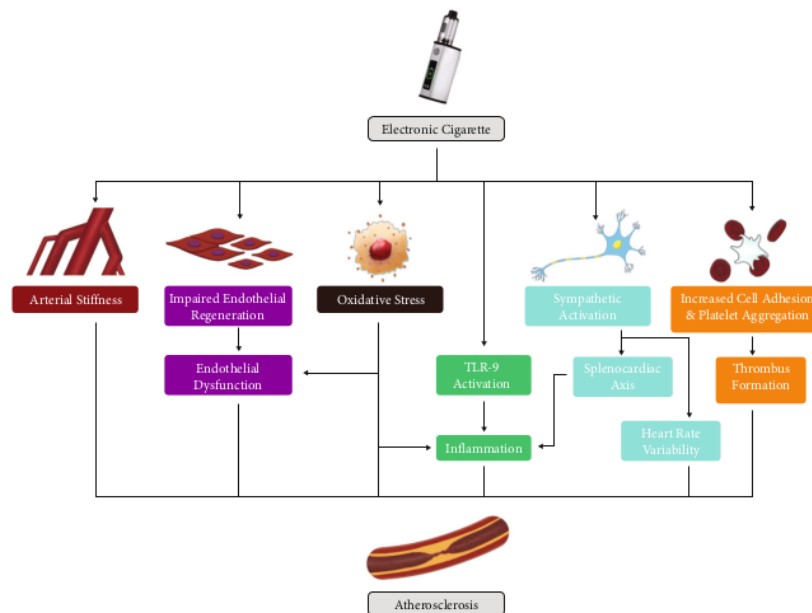 Electronic Cigarette
Arterial Stiffness
Impaired Endothelial
Regeneration
Oxidative Stress
Sympathetic
Activation
Increased Cell Adhesion
& Platelet Aggregation
Endothelial
Dysfunction
TLR-9
Activation
Splenocardiac
Axis
Thrombus
Formation
Inflammation
Heart Rate
Variability
Atherosclerosis